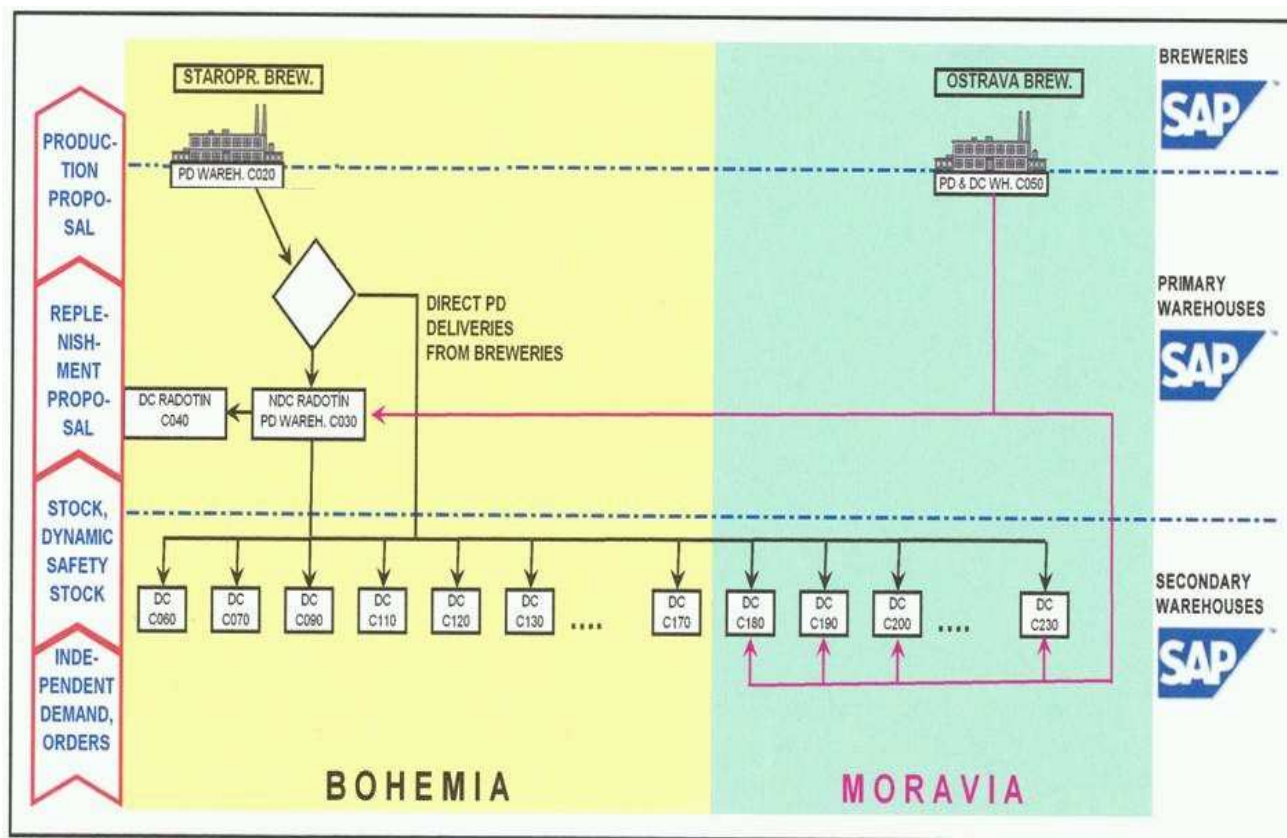 BREWERIES
SAP™
STAROPR. BREW.
OSTRAVA BREW.
PD WAREH. C020
PD & DC WH. C050
PRODUC-
TION
PROPO-
SAL
DIRECT PD
DELIVERIES
FROM BREWERIES
PRIMARY
WAREHOUSES
SAP™
REPLE-
NISH-
MENT
PROPO-
SAL
DC RADOTIN
C040
NDC RADOTÍN
PD WAREH. C030
STOCK,
DYNAMIC
SAFETY
STOCK
DC
C060
DC
C070
DC
C090
DC
C110
DC
C120
DC
C130
....
DC
C170
DC
C180
DC
C190
DC
C200
....
DC
C230
SECONDARY
WAREHOUSES
SAP™
INDE-
PENDENT
DEMAND,
ORDERS
BOHEMIA
MORAVIA